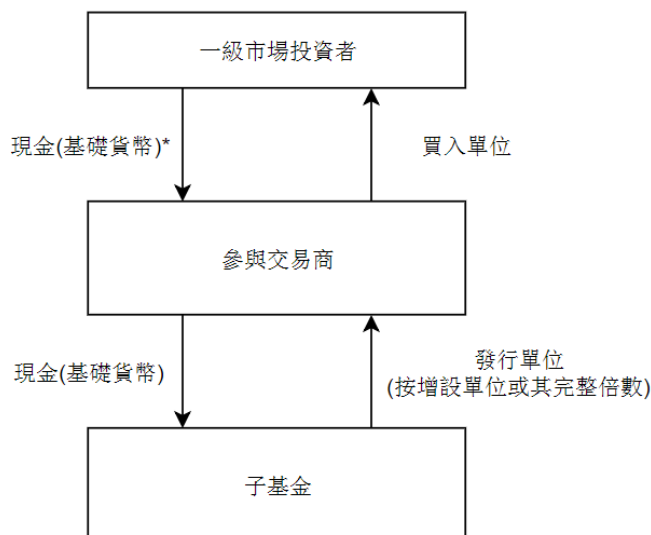 一級市場投資者
現金(基礎貨幣)*
買入單位
參與交易商
現金(基礎貨幣)
發行單位
(按增設單位或其完整倍數)
子基金